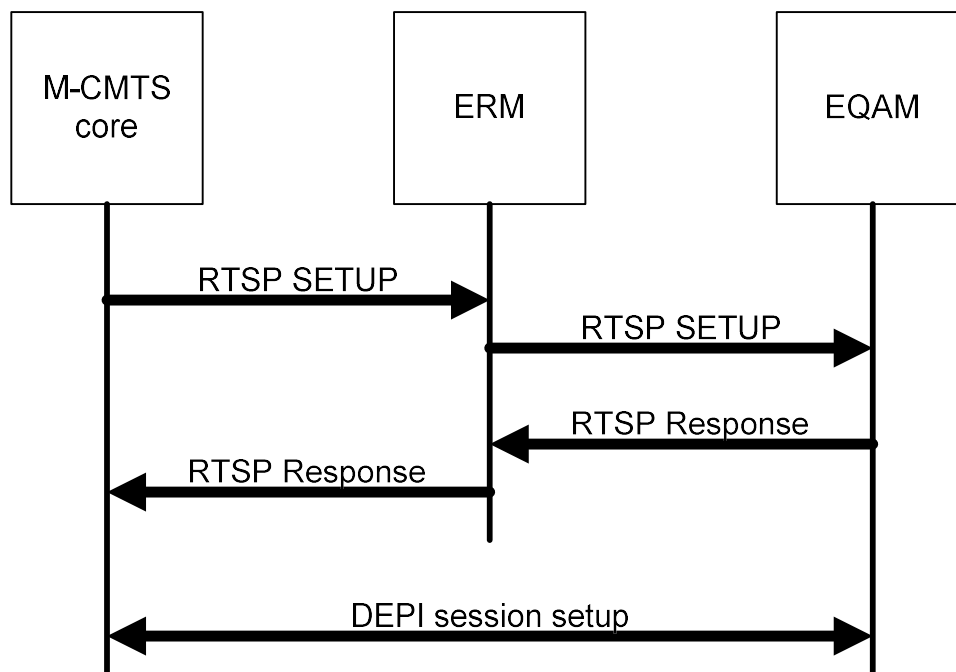 M-CMTS
core
ERM
EQAM
RTSP SETUP
RTSP SETUP
RTSP Response
RTSP Response
DEPI session setup